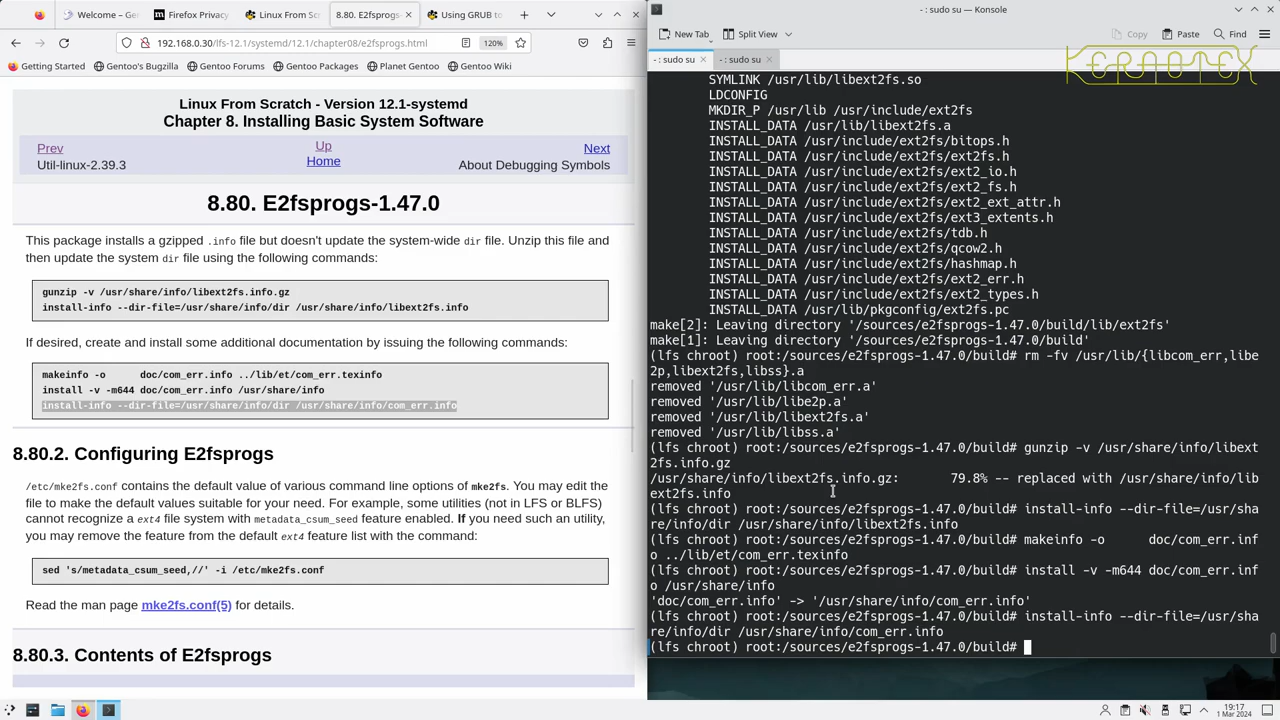 Welcome – Ge
Firefox Privacy
Linux From Scr
8.80. E2fsprogs-
Using GRUB to
192.168.0.30/lfs-12.1/systemd/12.1/chapter08/e2fsprogs.html
120%
Getting Started
Gentoo's Bugzilla
Gentoo Forums
Gentoo Packages
Planet Gentoo
Gentoo Wiki
Linux From Scratch - Version 12.1-systemd
Chapter 8. Installing Basic System Software
Prev
Up
Next
Util-linux-2.39.3
Home
About Debugging Symbols
8.80. E2fsprogs-1.47.0
This package installs a gzipped .info file but doesn't update the system-wide dir file. Unzip this file and
then update the system dir file using the following commands:
gunzip -v /usr/share/info/libext2fs.info.gz
install-info --dir-file=/usr/share/info/dir /usr/share/info/libext2fs.info
If desired, create and install some additional documentation by issuing the following commands:
makeinfo -o      doc/com_err.info ../lib/et/com_err.texinfo
install -v -m644 doc/com_err.info /usr/share/info
install-info --dir-file=/usr/share/info/dir /usr/share/info/com_err.info
8.80.2. Configuring E2fsprogs
/etc/mke2fs.conf contains the default value of various command line options of mke2fs. You may edit the
file to make the default values suitable for your need. For example, some utilities (not in LFS or BLFS)
cannot recognize a ext4 file system with metadata_csum_seed feature enabled. If you need such an utility,
you may remove the feature from the default ext4 feature list with the command:
sed 's/metadata_csum_seed,//' -i /etc/mke2fs.conf
Read the man page mke2fs.conf(5) for details.
8.80.3. Contents of E2fsprogs
- : sudo su — Konsole
New Tab
Split View
Copy
Paste
Find
- : sudo su
- : sudo su
KERNOTEX
SYMLINK /usr/lib/libext2fs.so
LDCONFIG
MKDIR_P /usr/lib /usr/include/ext2fs
INSTALL_DATA /usr/lib/libext2fs.a
INSTALL_DATA /usr/include/ext2fs/bitops.h
INSTALL_DATA /usr/include/ext2fs/ext2fs.h
INSTALL_DATA /usr/include/ext2fs/ext2_io.h
INSTALL_DATA /usr/include/ext2fs/ext2_fs.h
INSTALL_DATA /usr/include/ext2fs/ext2_ext_attr.h
INSTALL_DATA /usr/include/ext2fs/ext3_extents.h
INSTALL_DATA /usr/include/ext2fs/tdb.h
INSTALL_DATA /usr/include/ext2fs/qcow2.h
INSTALL_DATA /usr/include/ext2fs/hashmap.h
INSTALL_DATA /usr/include/ext2fs/ext2_err.h
INSTALL_DATA /usr/include/ext2fs/ext2_types.h
INSTALL_DATA /usr/lib/pkgconfig/ext2fs.pc
make[2]: Leaving directory '/sources/e2fsprogs-1.47.0/build/lib/ext2fs'
make[1]: Leaving directory '/sources/e2fsprogs-1.47.0/build'
(lfs chroot) root:/sources/e2fsprogs-1.47.0/build# rm -fv /usr/lib/{libcom_err,libe
2p,libext2fs,libss}.a
removed '/usr/lib/libcom_err.a'
removed '/usr/lib/libe2p.a'
removed '/usr/lib/libext2fs.a'
removed '/usr/lib/libss.a'
(lfs chroot) root:/sources/e2fsprogs-1.47.0/build# gunzip -v /usr/share/info/libext
2fs.info.gz
/usr/share/info/libext2fs.info.gz:       79.8% -- replaced with /usr/share/info/lib
ext2fs.info
(lfs chroot) root:/sources/e2fsprogs-1.47.0/build# install-info --dir-file=/usr/sha
re/info/dir /usr/share/info/libext2fs.info
(lfs chroot) root:/sources/e2fsprogs-1.47.0/build# makeinfo -o      doc/com_err.inf
o ../lib/et/com_err.texinfo
(lfs chroot) root:/sources/e2fsprogs-1.47.0/build# install -v -m644 doc/com_err.inf
o /usr/share/info
'doc/com_err.info' -> '/usr/share/info/com_err.info'
(lfs chroot) root:/sources/e2fsprogs-1.47.0/build# install-info --dir-file=/usr/sha
re/info/dir /usr/share/info/com_err.info
(lfs chroot) root:/sources/e2fsprogs-1.47.0/build#
19:17
1 Mar 2024